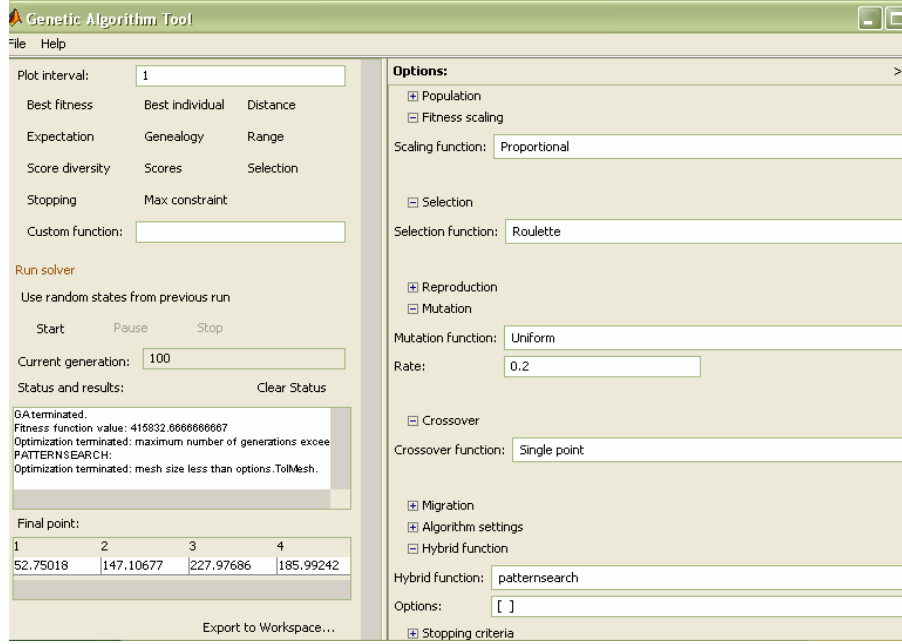 Genetic Algorithm Tool
File Help
Plot interval: 1
Best fitness Best individual Distance
Expectation Genealogy Range
Score diversity Scores Selection
Stopping Max constraint
Custom function:
Run solver
Use random states from previous run
Start Pause Stop
Current generation: 100
Status and results: Clear Status
GA terminated.
Fitness function value: 415832.6666666667
Optimization terminated: maximum number of generations excee
PATTERNSEARCH:
Optimization terminated: mesh size less than options.TolMesh.
Final point:
1 2 3 4
52.75018 147.10677 227.97686 185.99242
Export to Workspace...
Options: >
Population
Fitness scaling
Scaling function: Proportional
Selection
Selection function: Roulette
Reproduction
Mutation
Mutation function: Uniform
Rate: 0.2
Crossover
Crossover function: Single point
Migration
Algorithm settings
Hybrid function
Hybrid function: patternsearch
Options: [ ]
Stopping criteria